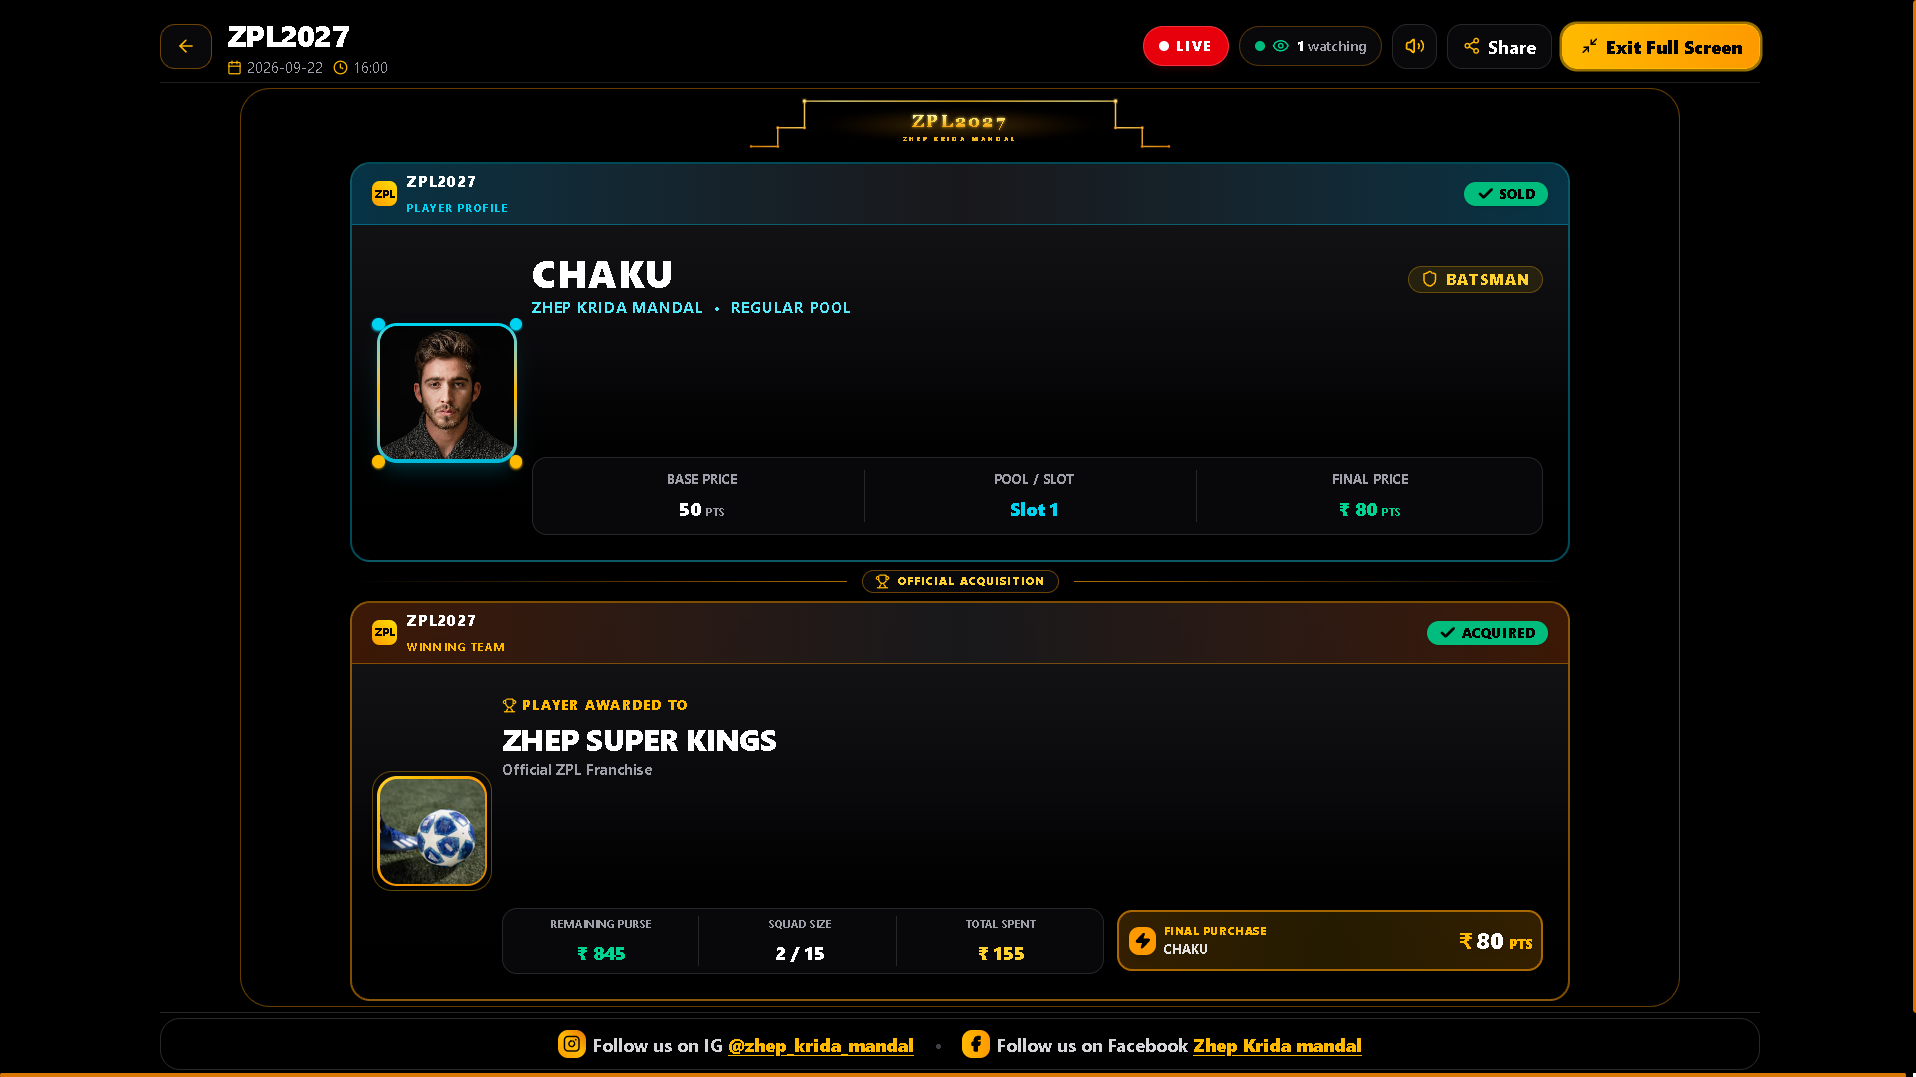 ZPL2027
2026-09-22 16:00
LIVE
1 watching
Share
Exit Full Screen
ZPL2027
ZHEP KRIDA MANDAL
ZPL
ZPL2027
PLAYER PROFILE
SOLD
CHAKU
BATSMAN
ZHEP KRIDA MANDAL • REGULAR POOL
BASE PRICE
50 PTS
POOL / SLOT
Slot 1
FINAL PRICE
₹ 80 PTS
OFFICIAL ACQUISITION
ZPL
ZPL2027
WINNING TEAM
ACQUIRED
PLAYER AWARDED TO
ZHEP SUPER KINGS
Official ZPL Franchise
REMAINING PURSE
₹ 845
SQUAD SIZE
2 / 15
TOTAL SPENT
₹ 155
FINAL PURCHASE
CHAKU
₹ 80 PTS
Follow us on IG @zhep_krida_mandal • Follow us on Facebook Zhep Krida mandal